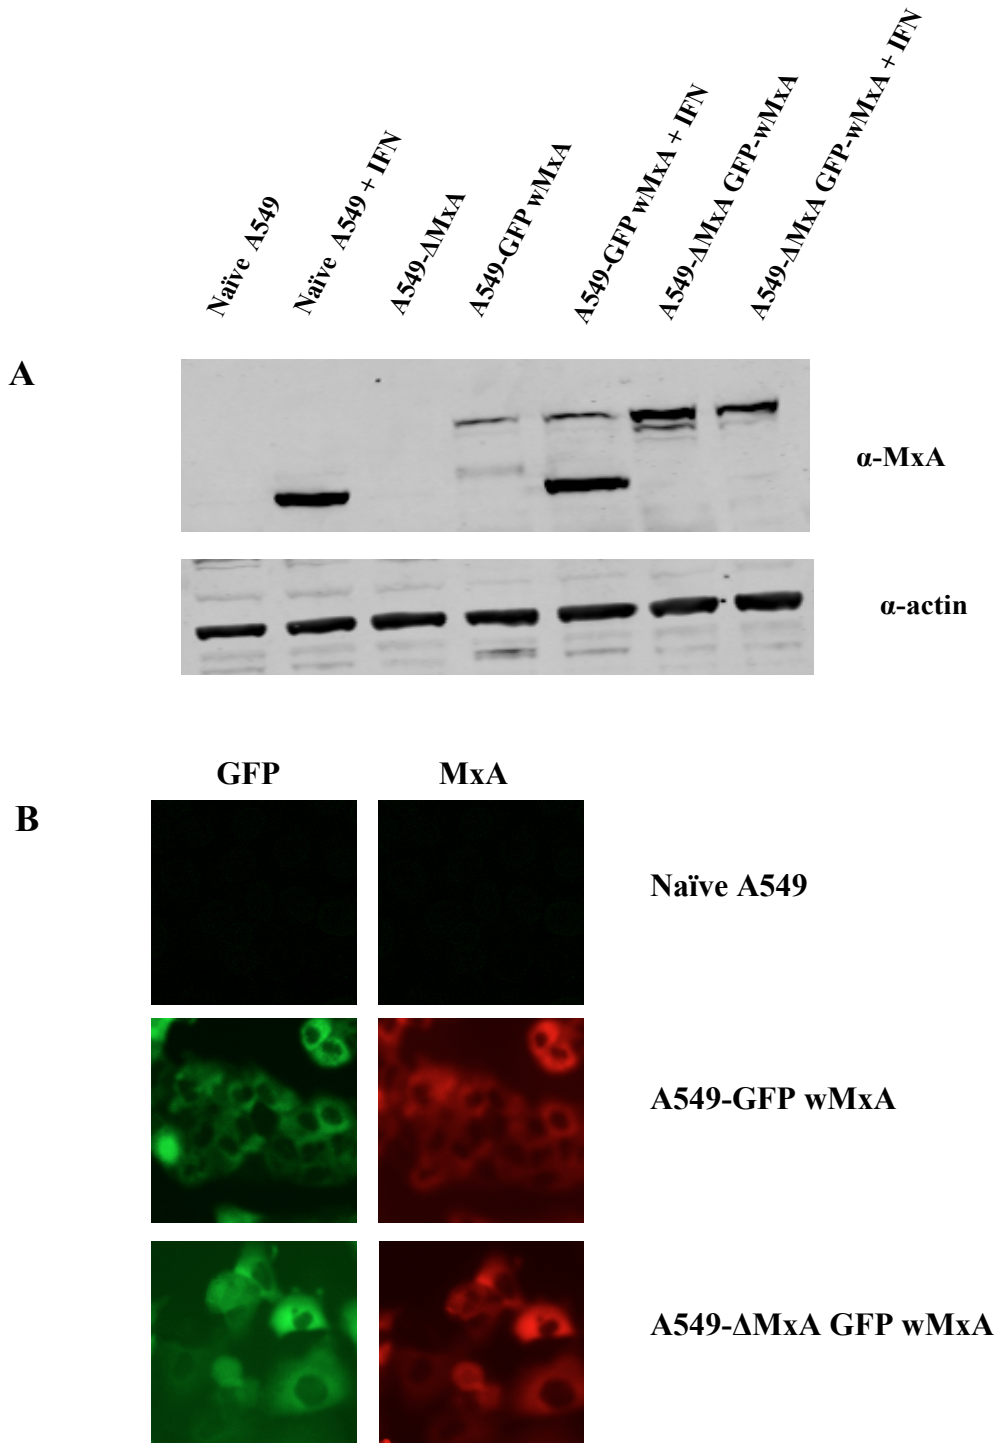 Naïve A549
Naïve A549 + IFN
A549-ΔMxA
A549-GFP wMxA
A549-GFP wMxA + IFN
A549-ΔMxA GFP-wMxA
A549-ΔMxA GFP-wMxA + IFN
A
α-MxA
α-actin
GFP MxA
B
Naïve A549
A549-GFP wMxA
A549-ΔMxA GFP wMxA